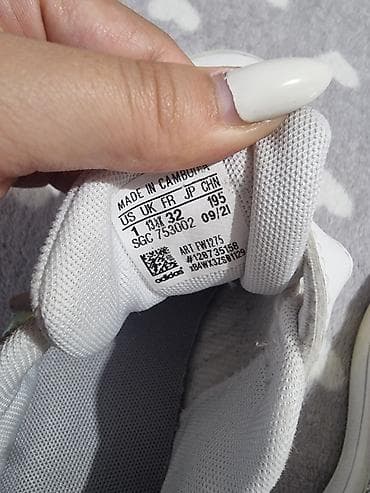 MADE IN CAMBODIA
US UK FR JP CHN
1 13½K 32 195
SGC 753002 09/21
ART FW1275
#128735158
adidas